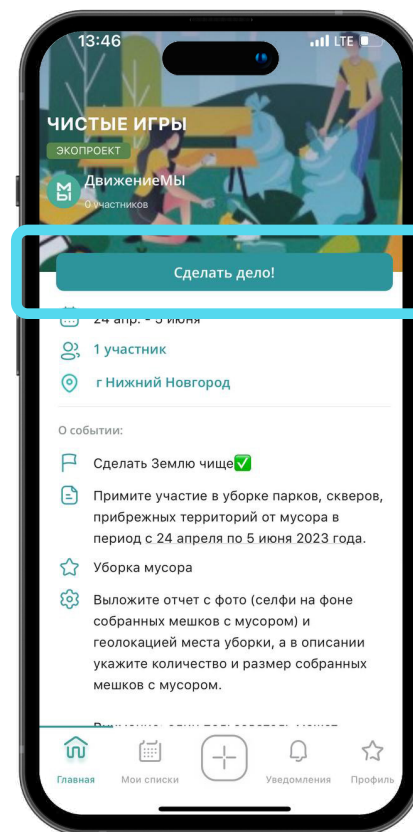 13:46
LTE
ЧИСТЫЕ ИГРЫ
ЭКОПРОЕКТ
МЫ
ДвижениеМЫ
0 участников
Сделать дело!
24 апр. - 5 июня
1 участник
г Нижний Новгород
О событии:
Сделать Землю чище✅
Примите участие в уборке парков, скверов,
прибрежных территорий от мусора в
период с 24 апреля по 5 июня 2023 года.
Уборка мусора
Выложите отчет с фото (селфи на фоне
собранных мешков с мусором) и
геолокацией места уборки, а в описании
укажите количество и размер собранных
мешков с мусором.
Главная
Мои списки
Уведомления
Профиль